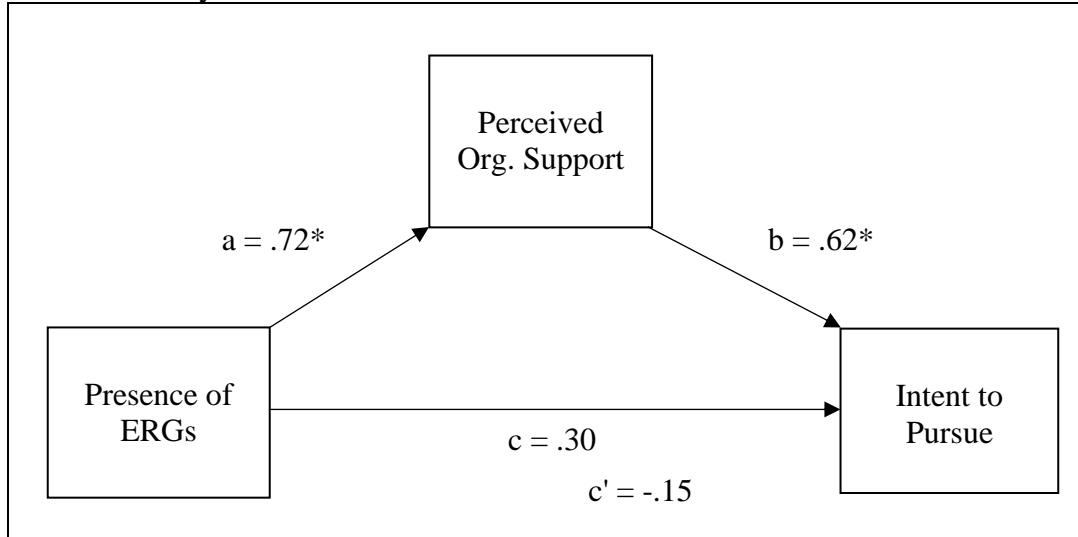 Perceived
Org. Support
a = .72*
b = .62*
Presence of
ERGs
Intent to
Pursue
c = .30
c' = -.15